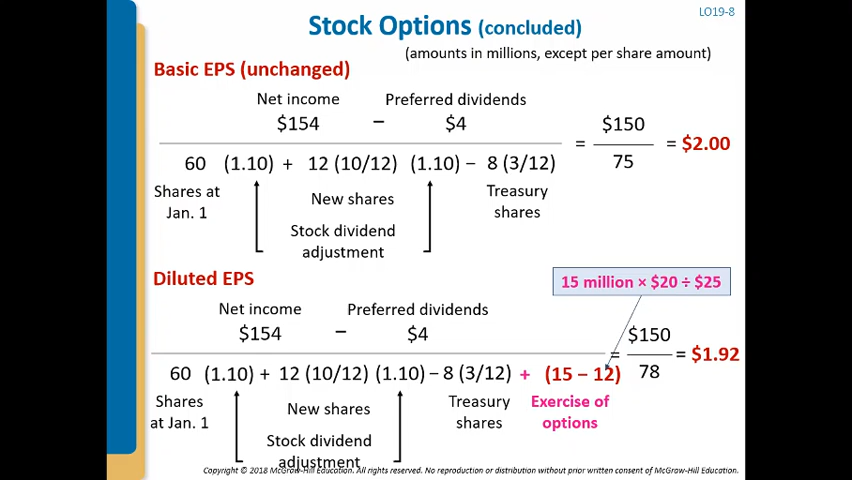 LO19-8
Stock Options (concluded)
(amounts in millions, except per share amount)
Basic EPS (unchanged)
Net income Preferred dividends
$154 – $4
60 (1.10) + 12 (10/12) (1.10) – 8 (3/12)
= $150 / 75 = $2.00
Shares at
Jan. 1
New shares
Treasury
shares
Stock dividend
adjustment
Diluted EPS
15 million × $20 ÷ $25
Net income Preferred dividends
$154 – $4
60 (1.10) + 12 (10/12) (1.10) – 8 (3/12) + (15 – 12)
= $150 / 78 = $1.92
Shares
at Jan. 1
New shares
Treasury
shares
Exercise of
options
Stock dividend
adjustment
Copyright © 2018 McGraw-Hill Education. All rights reserved. No reproduction or distribution without prior written consent of McGraw-Hill Education.